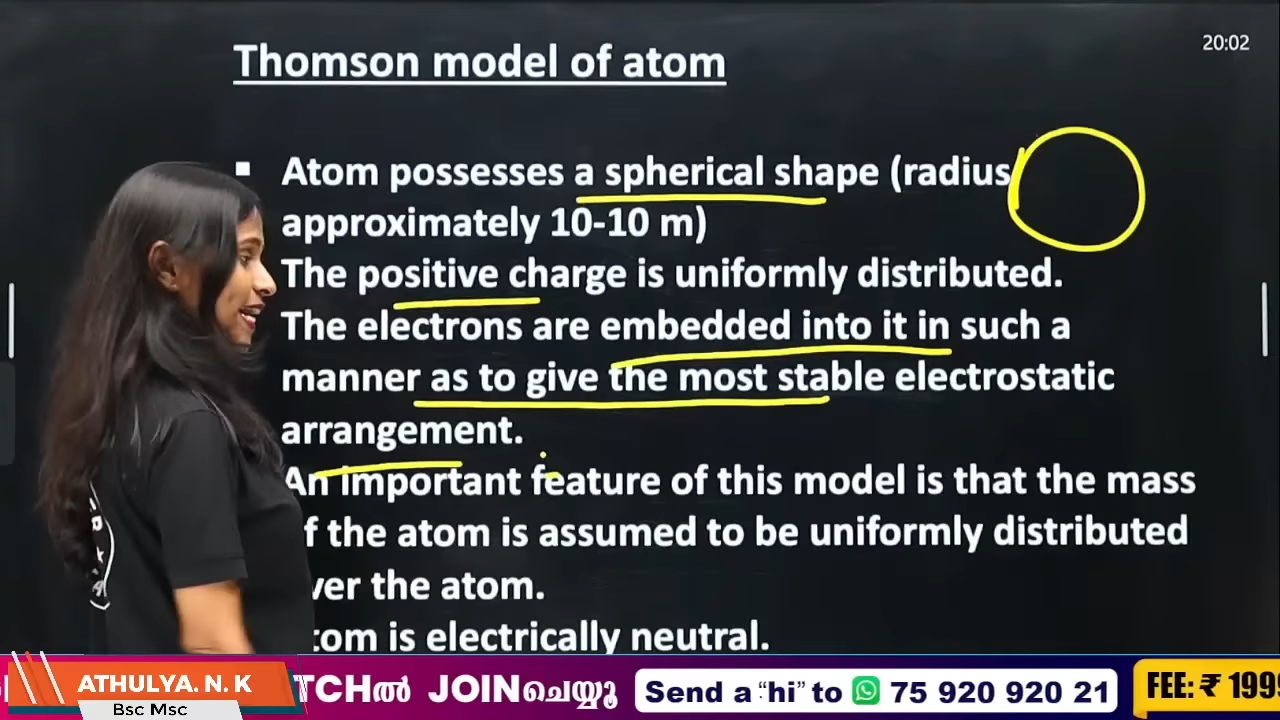 Thomson model of atom
20:02
▪ Atom possesses a spherical shape (radius
approximately 10-10 m)
The positive charge is uniformly distributed.
The electrons are embedded into it in such a
manner as to give the most stable electrostatic
arrangement.
An important feature of this model is that the mass
f the atom is assumed to be uniformly distributed
ver the atom.
tom is electrically neutral.
ATHULYA. N. K
Bsc Msc
TCHൽ JOINചെയ്യൂ
Send a “hi” to 75 920 920 21
FEE: ₹ 199